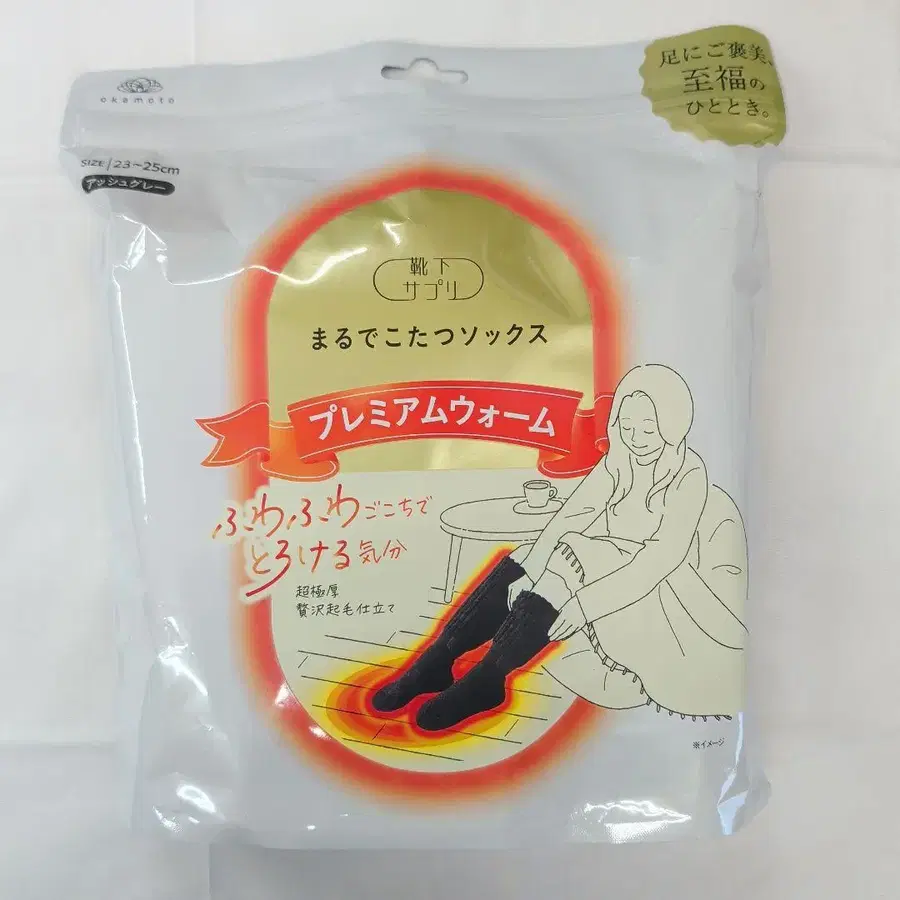 okamoto
足にご褒美、
至福の
ひととき。
SIZE/23~25cm
アッシュグレー
靴下
サプリ
まるでこたつソックス
プレミアムウォーム
ふわふわごこちで
とろける気分
超極厚
贅沢起毛仕立て
※イメージ